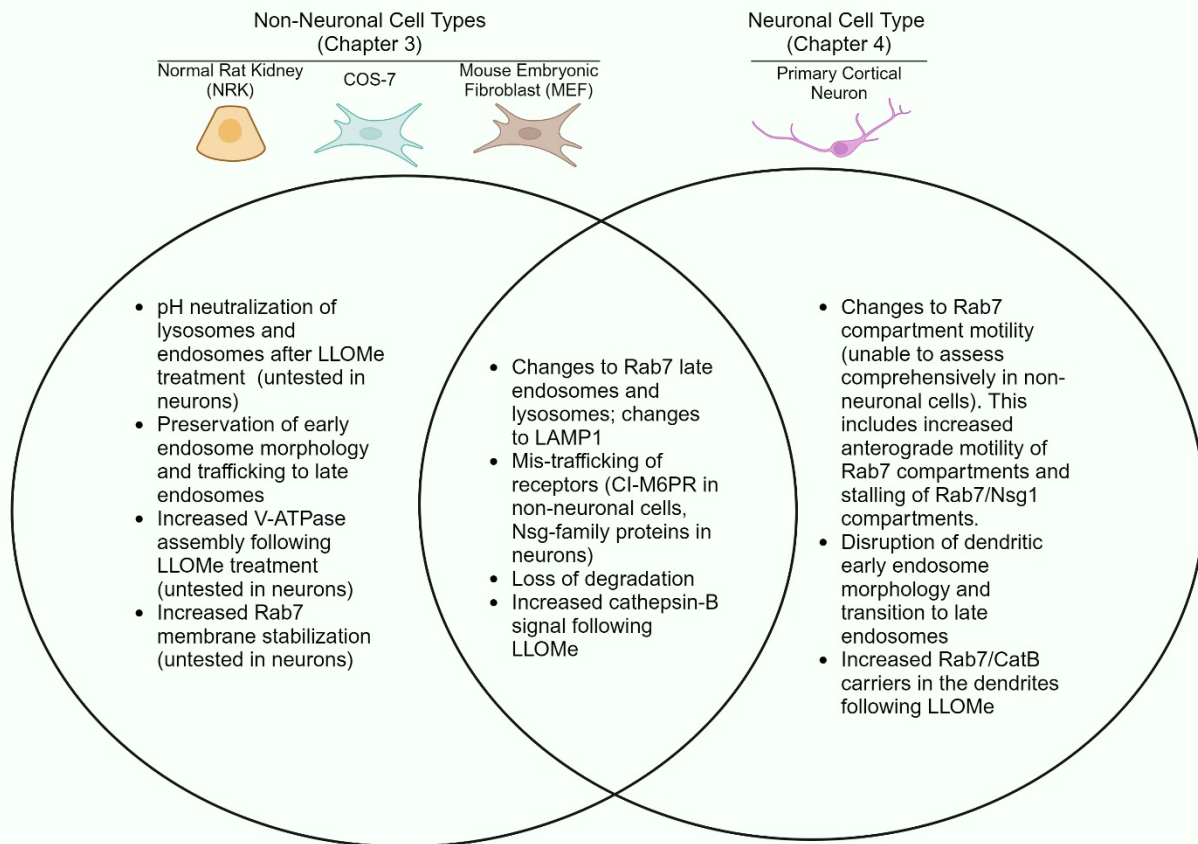 Non-Neuronal Cell Types
(Chapter 3)
Normal Rat Kidney
(NRK)
COS-7
Mouse Embryonic
Fibroblast (MEF)
Neuronal Cell Type
(Chapter 4)
Primary Cortical
Neuron
• pH neutralization of
lysosomes and
endosomes after LLOMe
treatment (untested in
neurons)
• Preservation of early
endosome morphology
and trafficking to late
endosomes
• Increased V-ATPase
assembly following
LLOMe treatment
(untested in neurons)
• Increased Rab7
membrane stabilization
(untested in neurons)
• Changes to Rab7 late
endosomes and
lysosomes; changes
to LAMP1
• Mis-trafficking of
receptors (CI-M6PR in
non-neuronal cells,
Nsg-family proteins in
neurons)
• Loss of degradation
• Increased cathepsin-B
signal following
LLOMe
• Changes to Rab7
compartment motility
(unable to assess
comprehensively in non-
neuronal cells). This
includes increased
anterograde motility of
Rab7 compartments and
stalling of Rab7/Nsg1
compartments.
• Disruption of dendritic
early endosome
morphology and
transition to late
endosomes
• Increased Rab7/CatB
carriers in the dendrites
following LLOMe